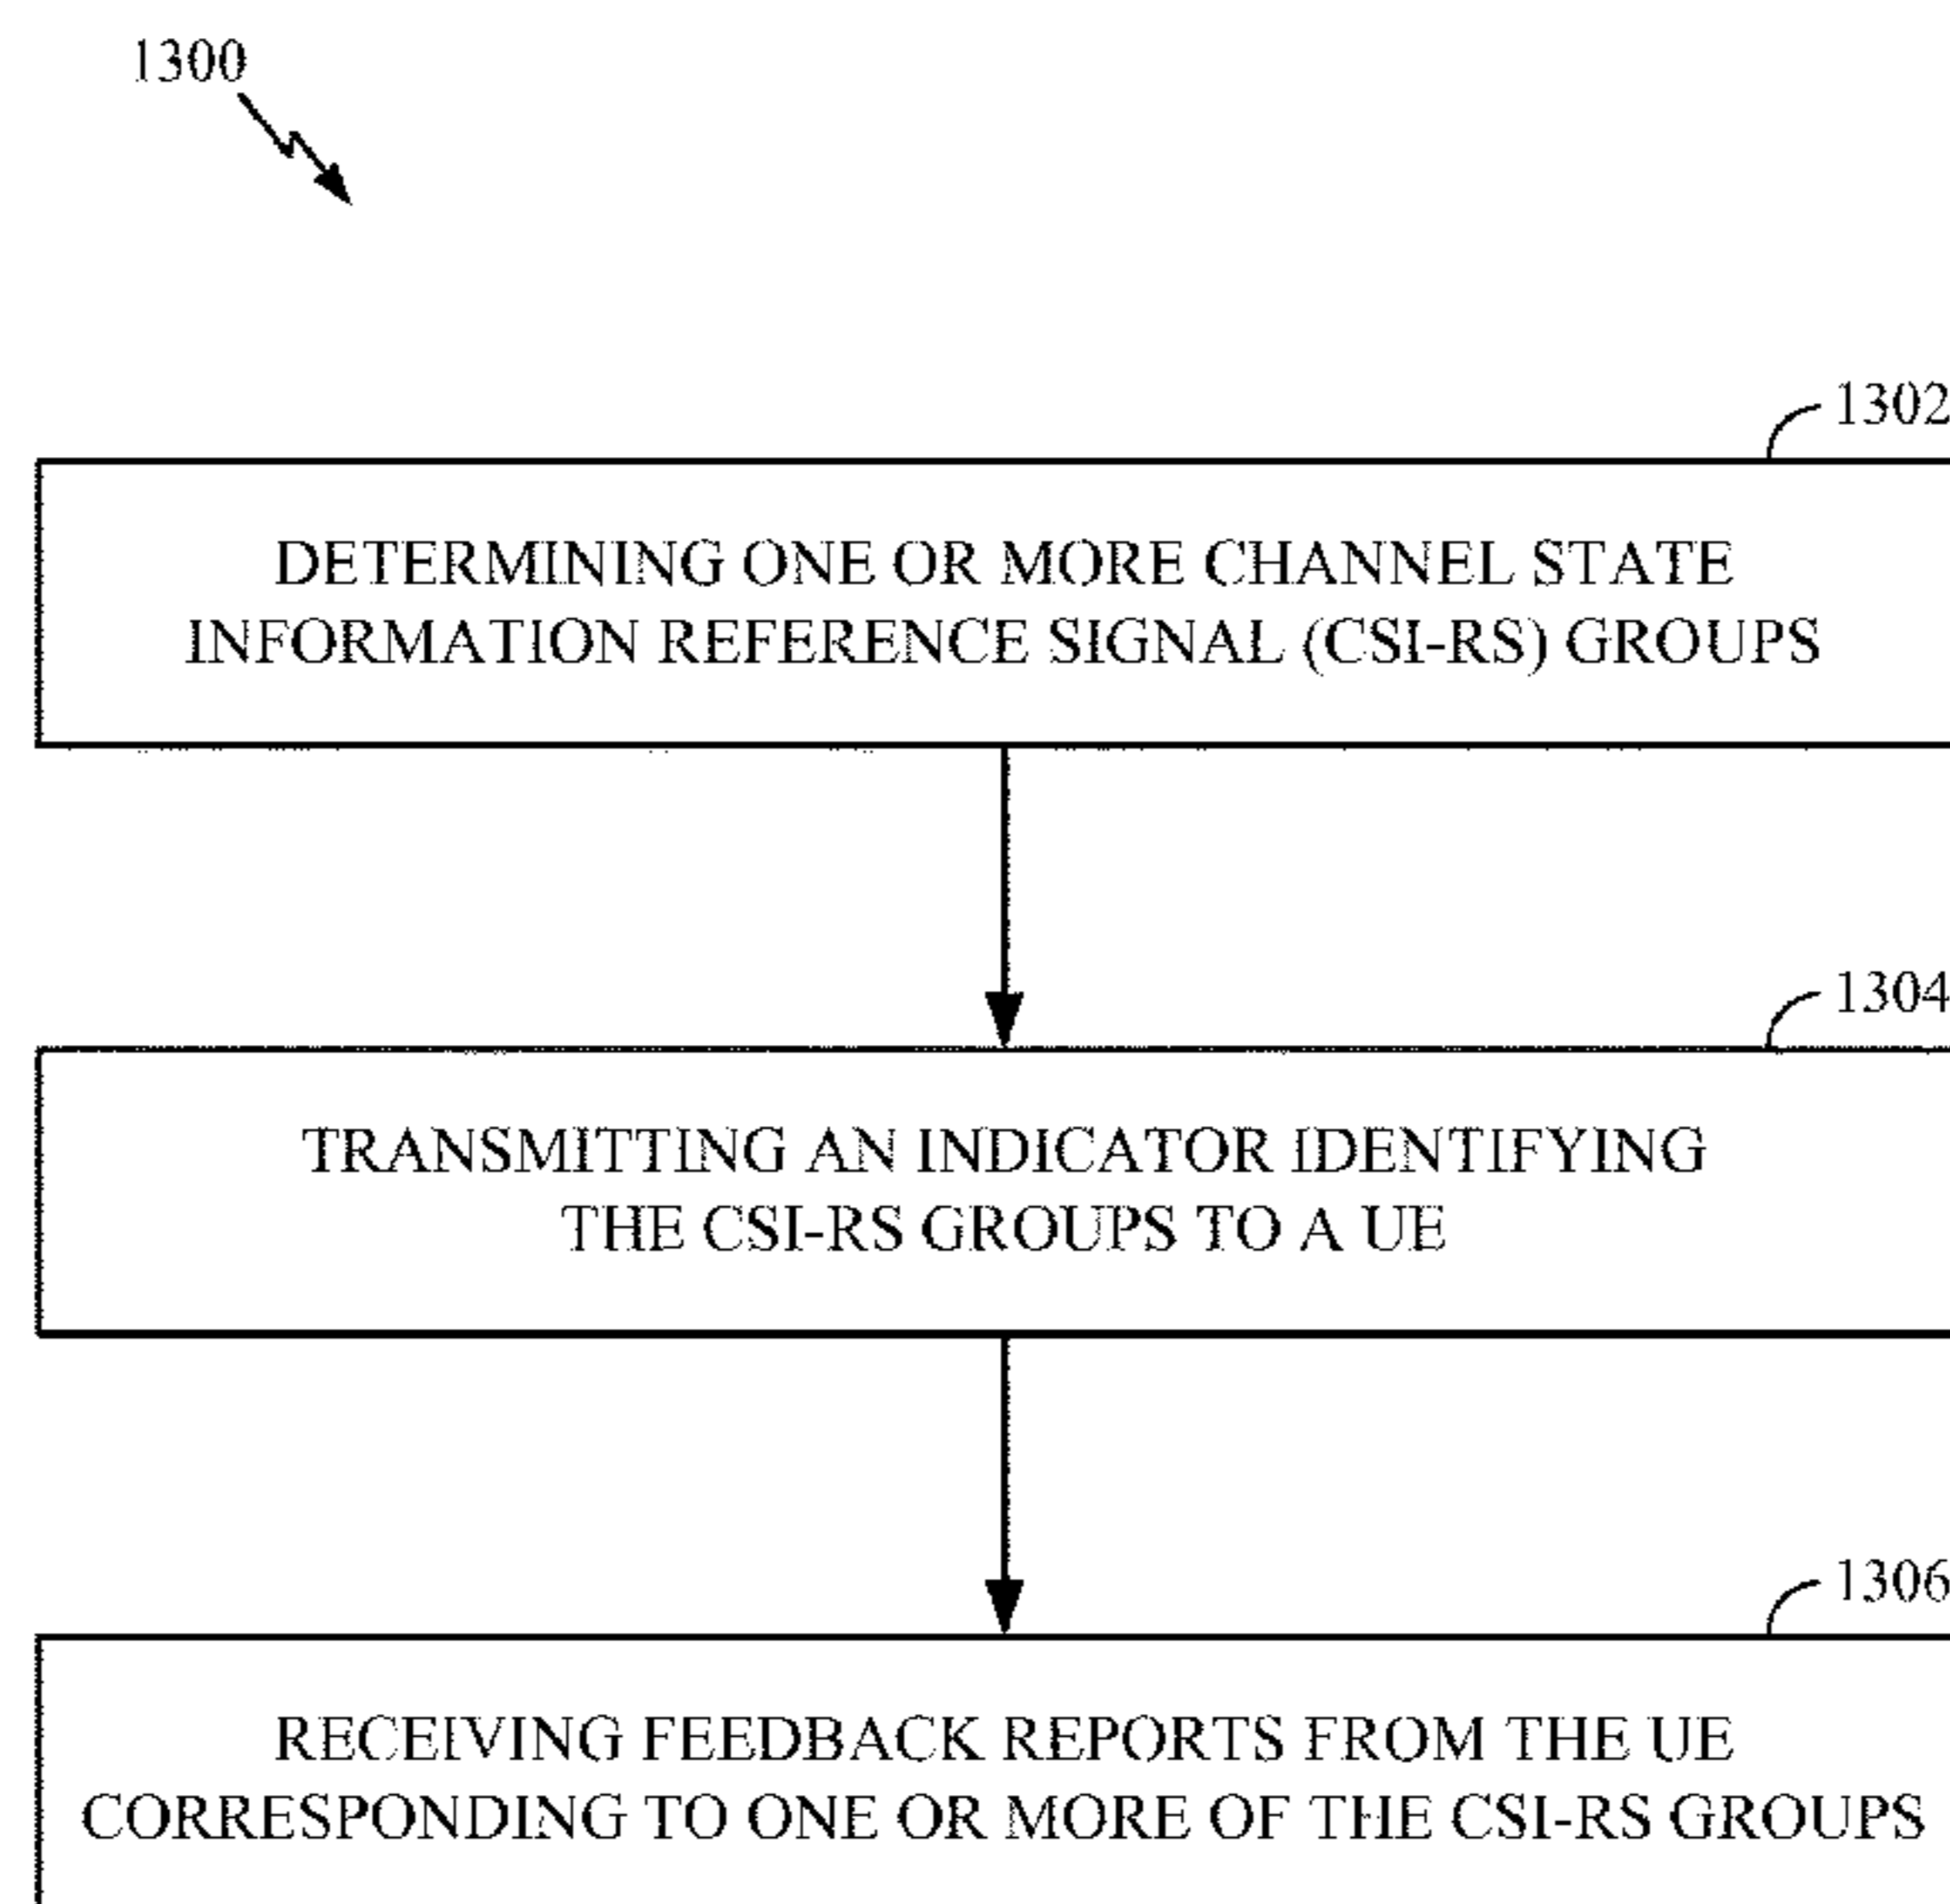 1300
1302
DETERMINING ONE OR MORE CHANNEL STATE
INFORMATION REFERENCE SIGNAL (CSI-RS) GROUPS
1304
TRANSMITTING AN INDICATOR IDENTIFYING
THE CSI-RS GROUPS TO A UE
1306
RECEIVING FEEDBACK REPORTS FROM THE UE
CORRESPONDING TO ONE OR MORE OF THE CSI-RS GROUPS